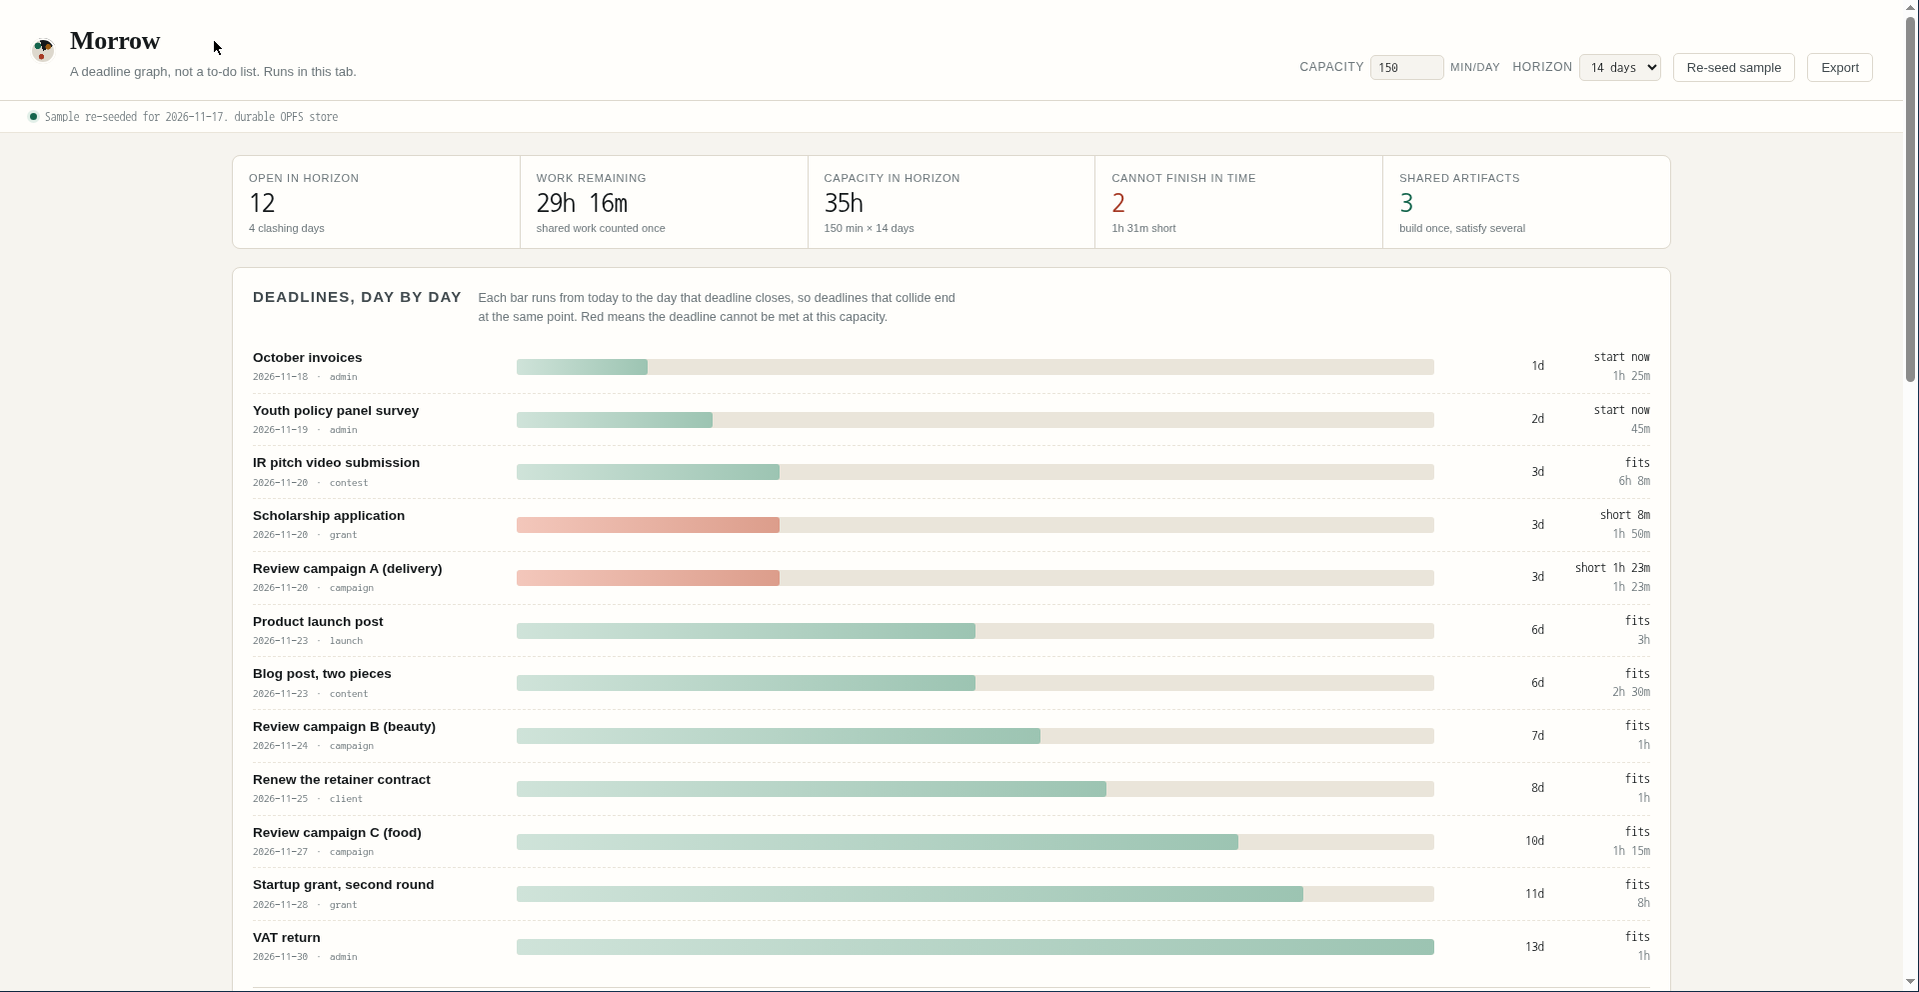 Morrow
A deadline graph, not a to-do list. Runs in this tab.
CAPACITY 150 MIN/DAY HORIZON 14 days Re-seed sample Export
Sample re-seeded for 2026-11-17. durable OPFS store
OPEN IN HORIZON
12
4 clashing days
WORK REMAINING
29h 16m
shared work counted once
CAPACITY IN HORIZON
35h
150 min × 14 days
CANNOT FINISH IN TIME
2
1h 31m short
SHARED ARTIFACTS
3
build once, satisfy several
DEADLINES, DAY BY DAY
Each bar runs from today to the day that deadline closes, so deadlines that collide end
at the same point. Red means the deadline cannot be met at this capacity.
October invoices
2026-11-18 · admin
1d
start now
1h 25m
Youth policy panel survey
2026-11-19 · admin
2d
start now
45m
IR pitch video submission
2026-11-20 · contest
3d
fits
6h 8m
Scholarship application
2026-11-20 · grant
3d
short 8m
1h 50m
Review campaign A (delivery)
2026-11-20 · campaign
3d
short 1h 23m
1h 23m
Product launch post
2026-11-23 · launch
6d
fits
3h
Blog post, two pieces
2026-11-23 · content
6d
fits
2h 30m
Review campaign B (beauty)
2026-11-24 · campaign
7d
fits
1h
Renew the retainer contract
2026-11-25 · client
8d
fits
1h
Review campaign C (food)
2026-11-27 · campaign
10d
fits
1h 15m
Startup grant, second round
2026-11-28 · grant
11d
fits
8h
VAT return
2026-11-30 · admin
13d
fits
1h